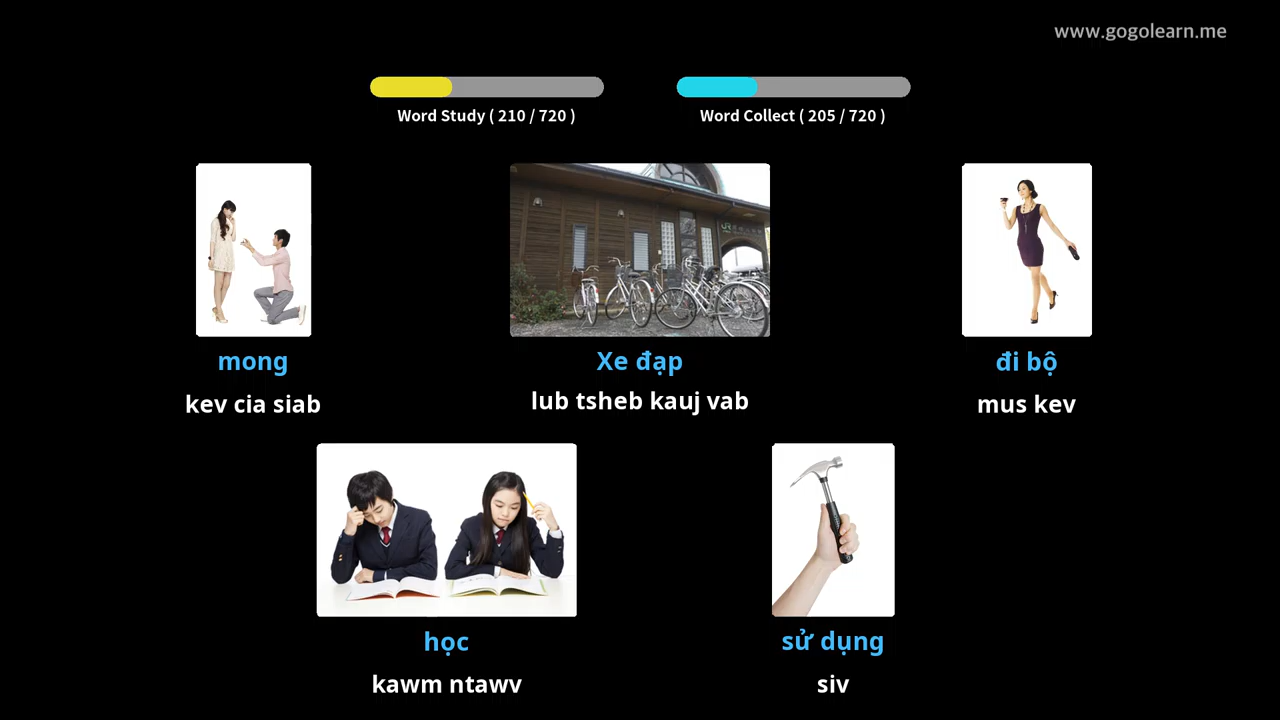 www.gogolearn.me
Word Study ( 210 / 720 )
Word Collect ( 205 / 720 )
mong
kev cia siab
Xe đạp
lub tsheb kauj vab
đi bộ
mus kev
học
kawm ntawv
sử dụng
siv